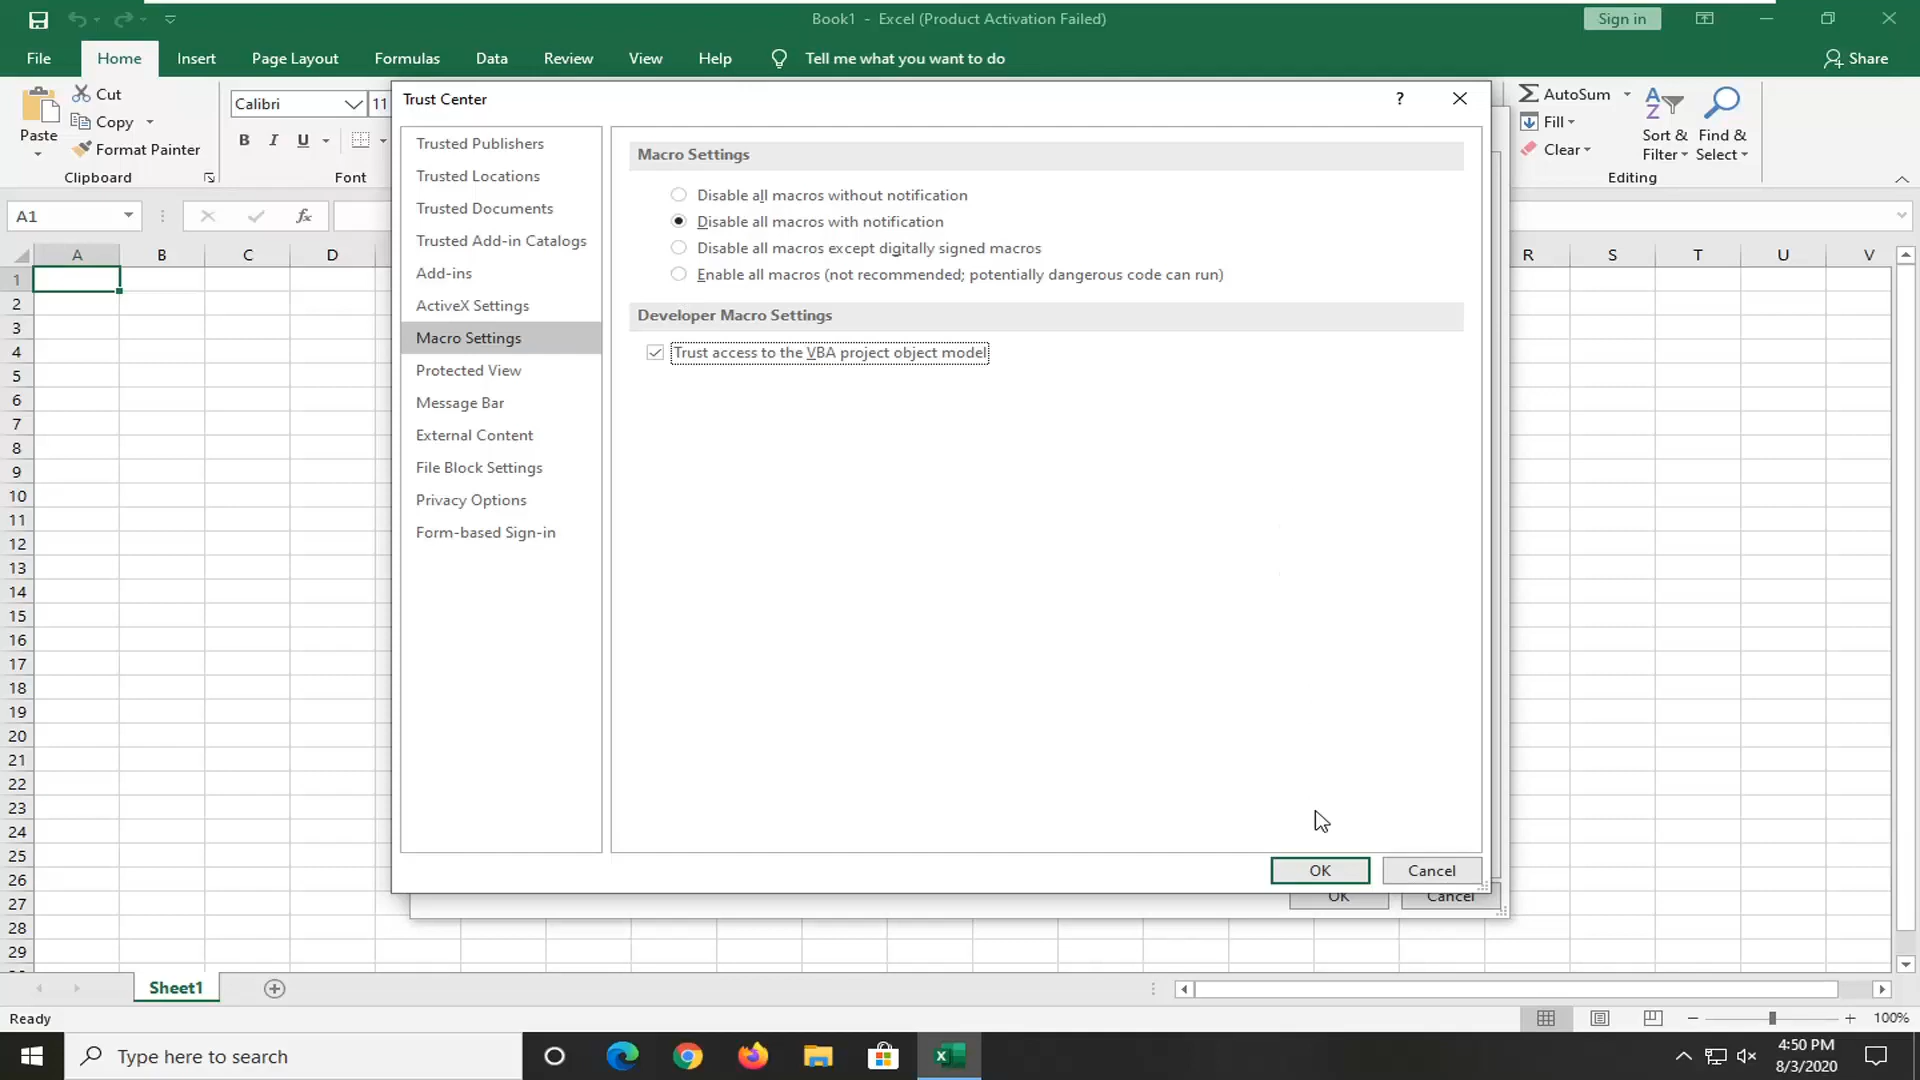 Book1 - Excel (Product Activation Failed)
Sign in
File
Home
Insert
Page Layout
Formulas
Data
Review
View
Help
Tell me what you want to do
Share
Paste
Cut
Copy
Format Painter
Clipboard
Calibri
11
B I U
Font
AutoSum
Fill
Clear
Sort & Filter
Find & Select
Editing
A1
fx
Trust Center
?
Trusted Publishers
Trusted Locations
Trusted Documents
Trusted Add-in Catalogs
Add-ins
ActiveX Settings
Macro Settings
Protected View
Message Bar
External Content
File Block Settings
Privacy Options
Form-based Sign-in
Macro Settings
Disable all macros without notification
Disable all macros with notification
Disable all macros except digitally signed macros
Enable all macros (not recommended; potentially dangerous code can run)
Developer Macro Settings
Trust access to the VBA project object model
OK
Cancel
OK
Cancel
A B C D R S T U V
1
2
3
4
5
6
7
8
9
10
11
12
13
14
15
16
17
18
19
20
21
22
23
24
25
26
27
28
29
Sheet1
Ready
100%
Type here to search
4:50 PM
8/3/2020